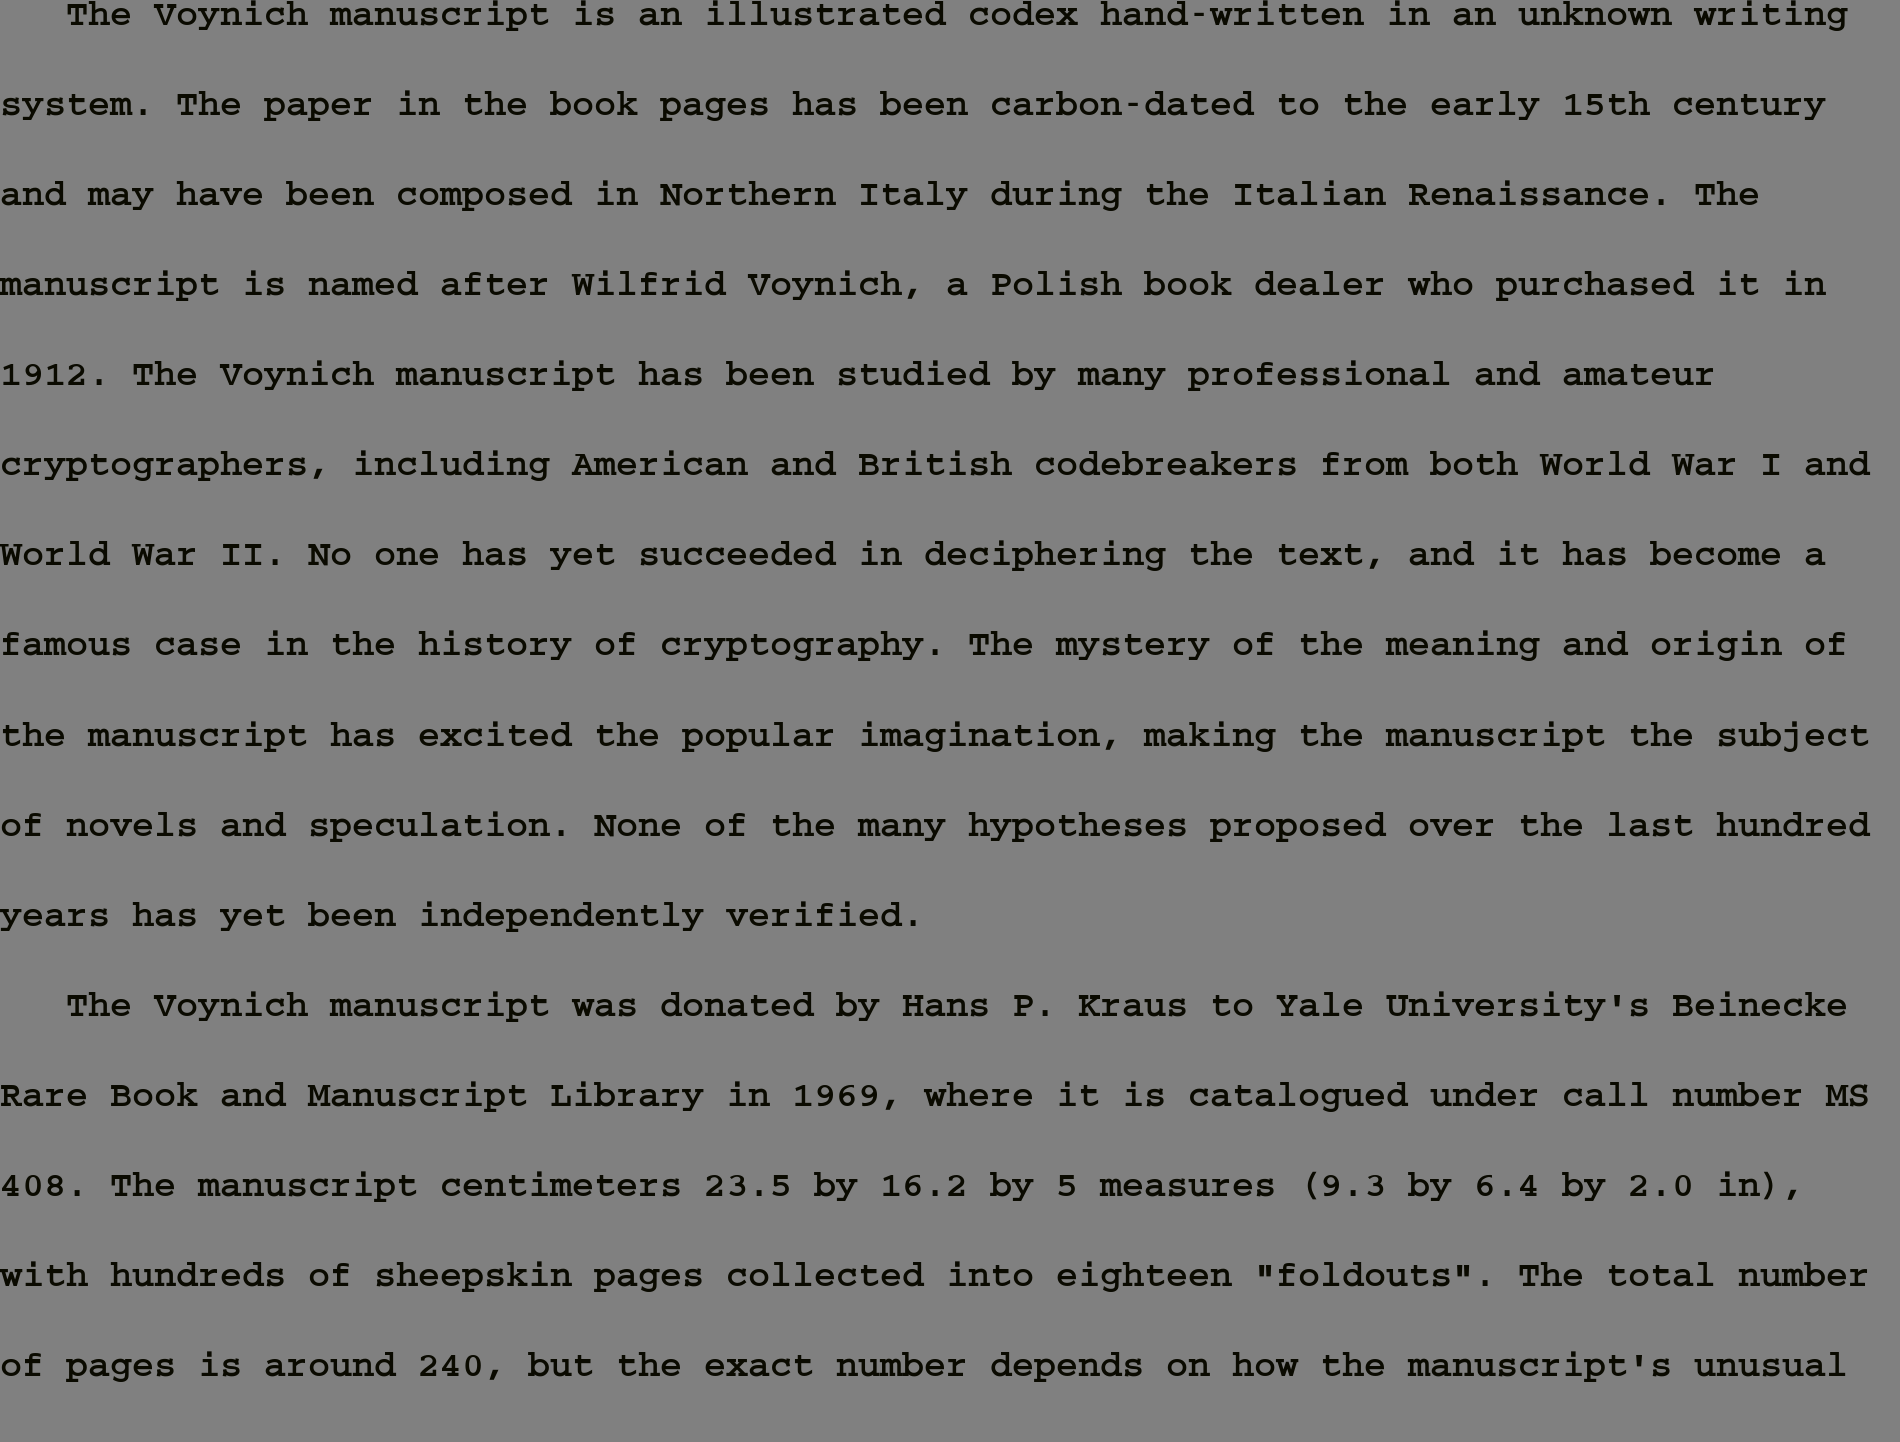 The Voynich manuscript is an illustrated codex hand-written in an unknown writing
system. The paper in the book pages has been carbon-dated to the early 15th century
and may have been composed in Northern Italy during the Italian Renaissance. The
manuscript is named after Wilfrid Voynich, a Polish book dealer who purchased it in
1912. The Voynich manuscript has been studied by many professional and amateur
cryptographers, including American and British codebreakers from both World War I and
World War II. No one has yet succeeded in deciphering the text, and it has become a
famous case in the history of cryptography. The mystery of the meaning and origin of
the manuscript has excited the popular imagination, making the manuscript the subject
of novels and speculation. None of the many hypotheses proposed over the last hundred
years has yet been independently verified.
The Voynich manuscript was donated by Hans P. Kraus to Yale University's Beinecke
Rare Book and Manuscript Library in 1969, where it is catalogued under call number MS
408. The manuscript centimeters 23.5 by 16.2 by 5 measures (9.3 by 6.4 by 2.0 in),
with hundreds of sheepskin pages collected into eighteen "foldouts". The total number
of pages is around 240, but the exact number depends on how the manuscript's unusual